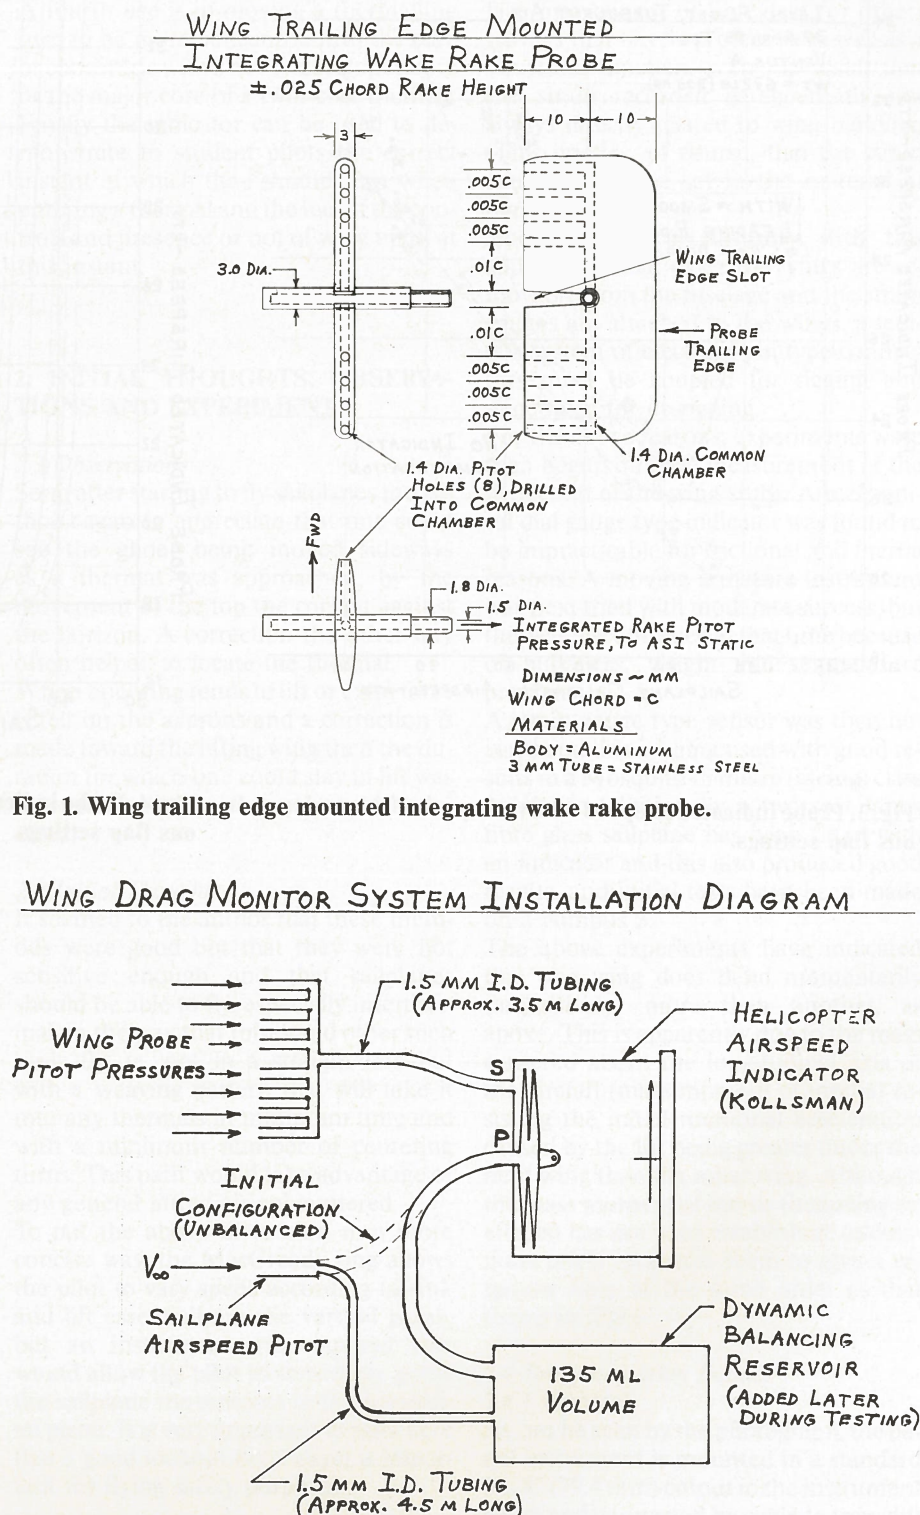 WING TRAILING EDGE MOUNTED
INTEGRATING WAKE RAKE PROBE
±.025 CHORD RAKE HEIGHT
10
10
3
.005C
.005C
.005C
.01C
3.0 DIA.
WING TRAILING
EDGE SLOT
.01C
PROBE
TRAILING
EDGE
.005C
.005C
.005C
1.4 DIA. COMMON
CHAMBER
1.4 DIA. PITOT
HOLES (8), DRILLED
INTO COMMON
CHAMBER
FWD
1.8 DIA.
1.5 DIA.
INTEGRATED RAKE PITOT
PRESSURE, TO ASI STATIC
DIMENSIONS ~ MM
WING CHORD = C
MATERIALS
BODY = ALUMINUM
3 MM TUBE = STAINLESS STEEL
Fig. 1. Wing trailing edge mounted integrating wake rake probe.
WING DRAG MONITOR SYSTEM INSTALLATION DIAGRAM
1.5 MM I.D. TUBING
(APPROX. 3.5 M LONG)
WING PROBE
PITOT PRESSURES
HELICOPTER
AIRSPEED
INDICATOR
(KOLLSMAN)
S
P
INITIAL
CONFIGURATION
(UNBALANCED)
V∞
SAILPLANE
AIRSPEED PITOT
DYNAMIC
BALANCING
RESERVOIR
(ADDED LATER
DURING TESTING)
135 ML
VOLUME
1.5 MM I.D. TUBING
(APPROX. 4.5 M LONG)